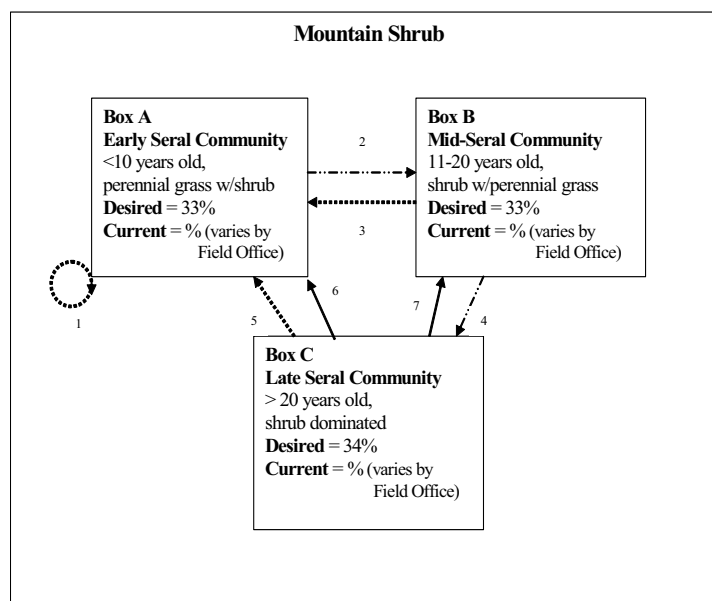 Mountain Shrub
Box A
Early Seral Community
<10 years old,
perennial grass w/shrub
Desired = 33%
Current = % (varies by
Field Office)
2
3
Box B
Mid-Seral Community
11-20 years old,
shrub w/perennial grass
Desired = 33%
Current = % (varies by
Field Office)
1
5
6
7
4
Box C
Late Seral Community
> 20 years old,
shrub dominated
Desired = 34%
Current = % (varies by
Field Office)